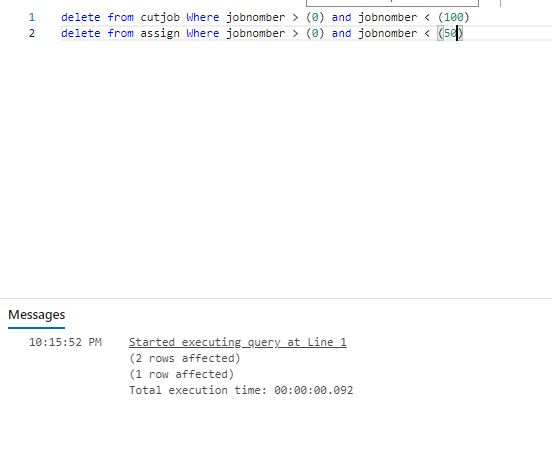 1 delete from cutjob Where jobnomber > (0) and jobnomber < (100)
2 delete from assign Where jobnomber > (0) and jobnomber < (50)
Messages
10:15:52 PM Started executing query at Line 1
(2 rows affected)
(1 row affected)
Total execution time: 00:00:00.092